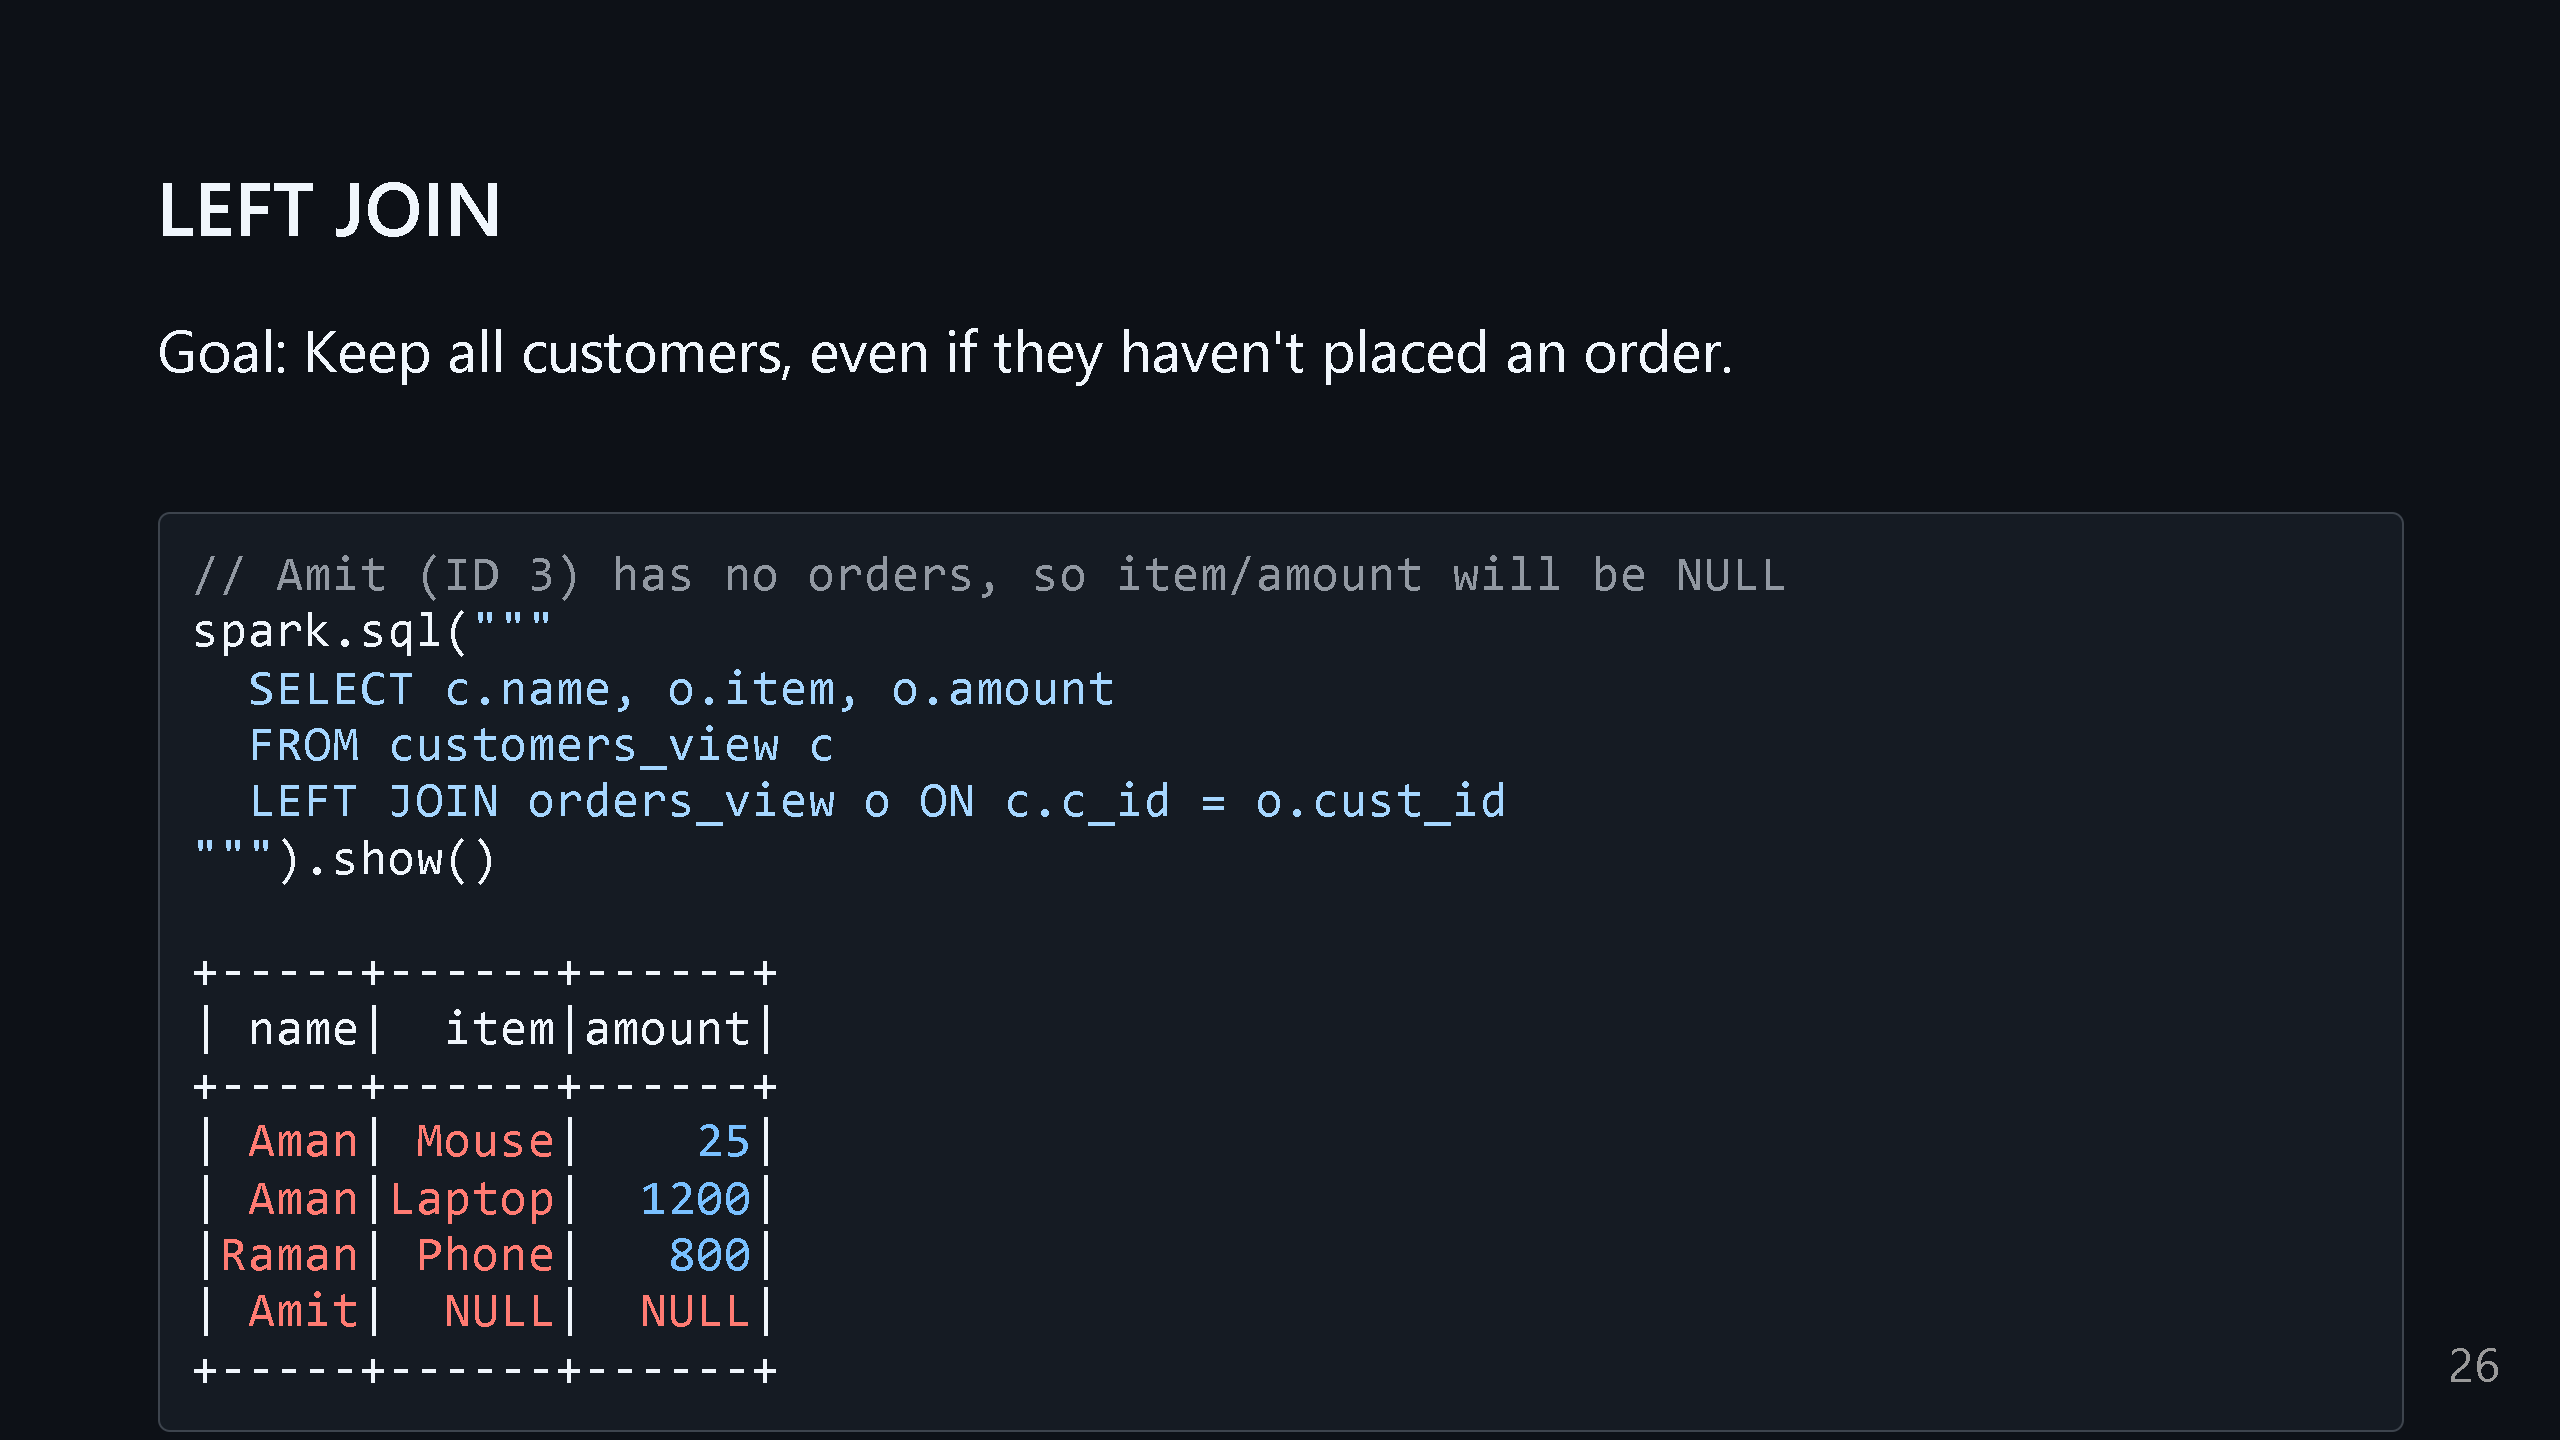 LEFT JOIN
Goal: Keep all customers, even if they haven't placed an order.
// Amit (ID 3) has no orders, so item/amount will be NULL
spark.sql("""
  SELECT c.name, o.item, o.amount
  FROM customers_view c
  LEFT JOIN orders_view o ON c.c_id = o.cust_id
""").show()

+-----+------+------+
| name|  item|amount|
+-----+------+------+
| Aman| Mouse|    25|
| Aman|Laptop|  1200|
|Raman| Phone|   800|
| Amit|  NULL|  NULL|
+-----+------+------+
26